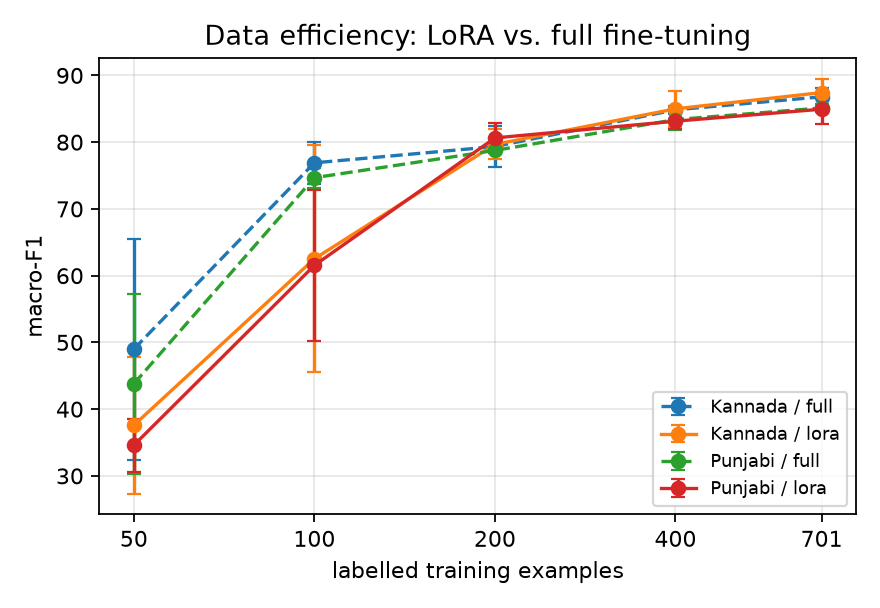 Data efficiency: LoRA vs. full fine-tuning
90
80
70
60
50
40
30
macro-F1
50 100 200 400 701
labelled training examples
Kannada / full
Kannada / lora
Punjabi / full
Punjabi / lora